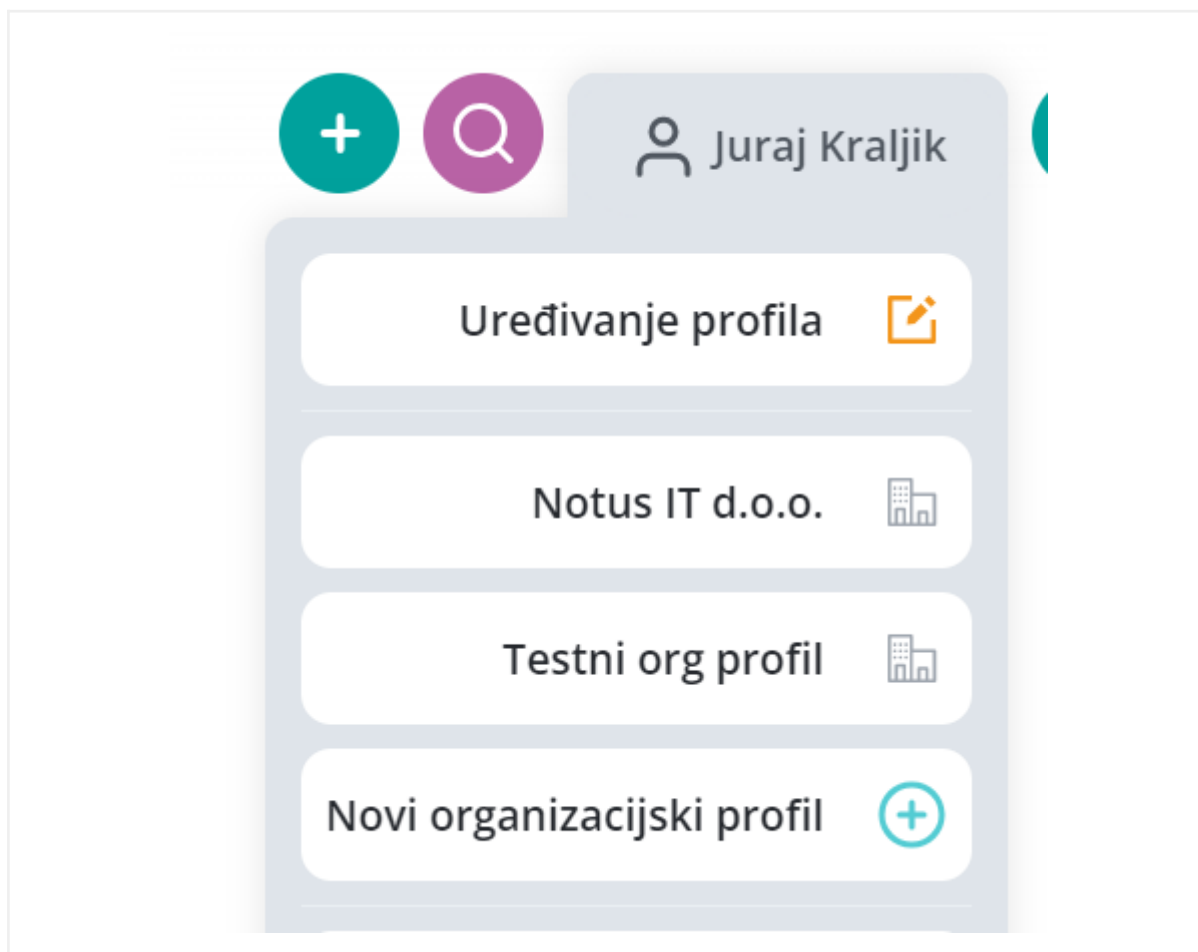 Juraj Kraljik
Uređivanje profila
Notus IT d.o.o.
Testni org profil
Novi organizacijski profil